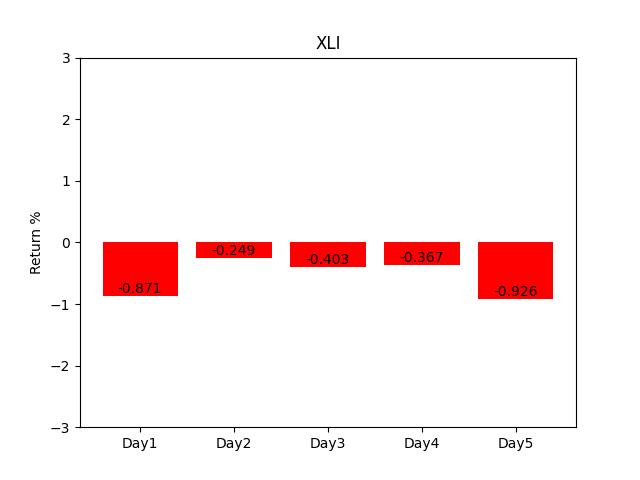 XLI
Return %
3
2
1
0
−1
−2
−3
-0.871
-0.249
-0.403
-0.367
-0.926
Day1
Day2
Day3
Day4
Day5